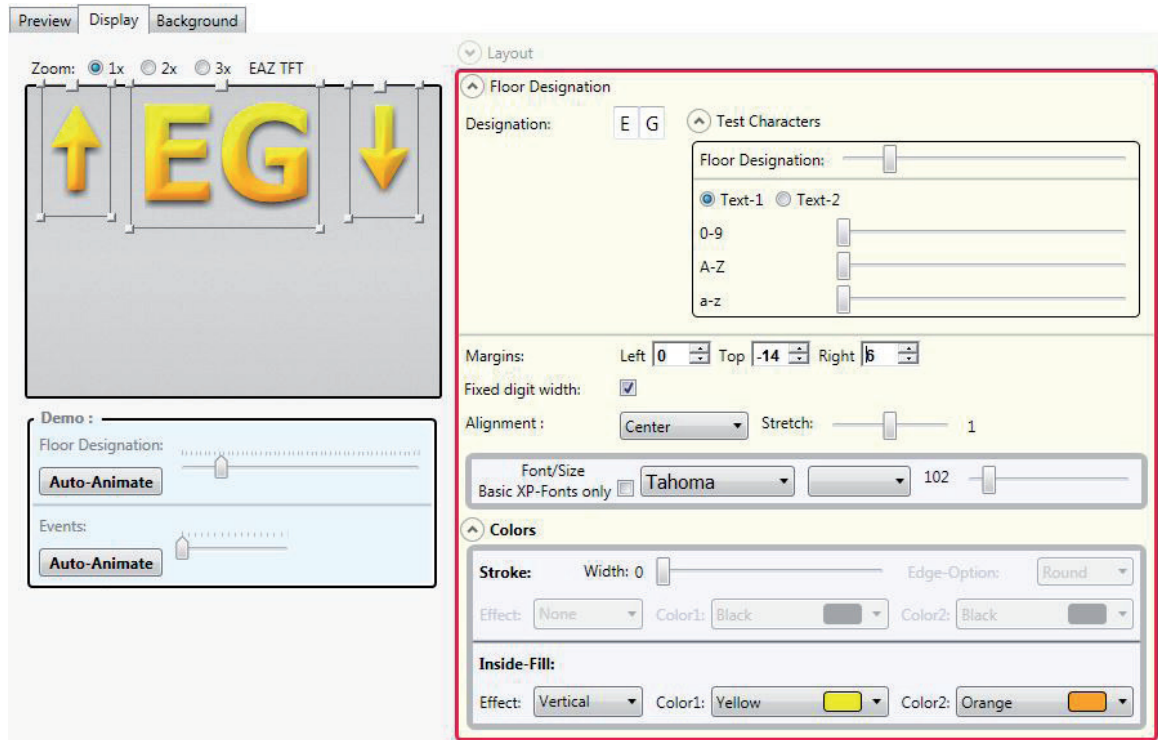 Preview Display Background
Zoom: 1x 2x 3x EAZ TFT
EG
Demo :
Floor Designation:
Auto-Animate
Events:
Auto-Animate
Layout
Floor Designation
Designation: E G
Test Characters
Floor Designation:
Text-1 Text-2
0-9
A-Z
a-z
Margins: Left 0 Top -14 Right 6
Fixed digit width:
Alignment : Center Stretch: 1
Font/Size
Basic XP-Fonts only Tahoma 102
Colors
Stroke: Width: 0 Edge-Option: Round
Effect: None Color1: Black Color2: Black
Inside-Fill:
Effect: Vertical Color1: Yellow Color2: Orange